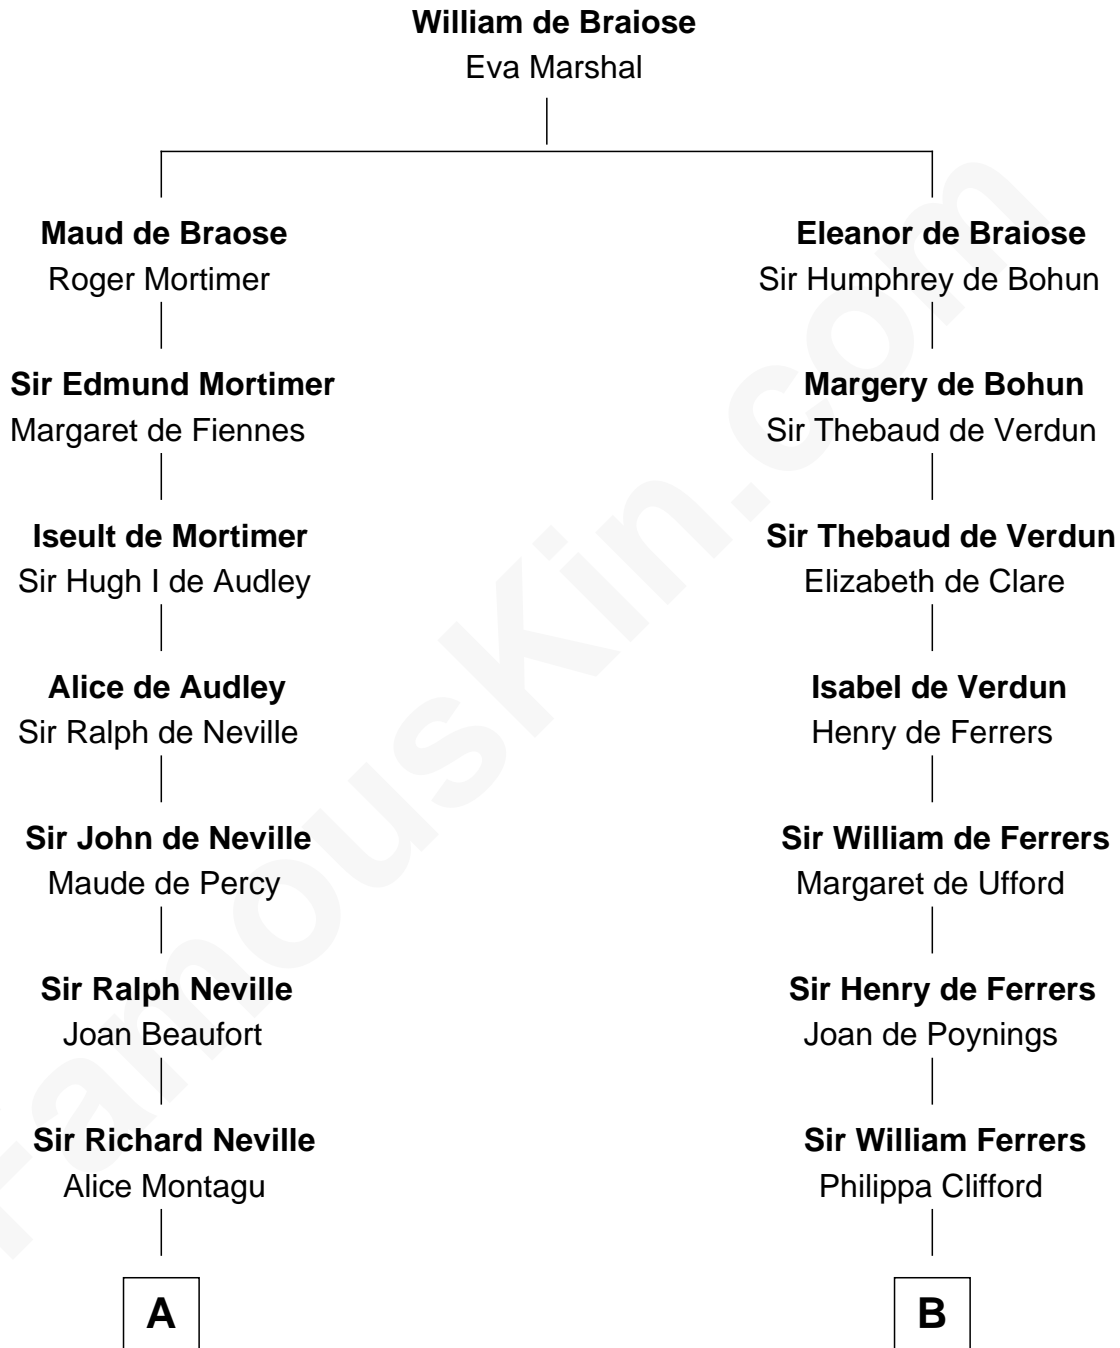 William de Braiose
Eva Marshal
Maud de Braose
Roger Mortimer
Eleanor de Braiose
Sir Humphrey de Bohun
Sir Edmund Mortimer
Margaret de Fiennes
Margery de Bohun
Sir Thebaud de Verdun
Iseult de Mortimer
Sir Hugh I de Audley
Sir Thebaud de Verdun
Elizabeth de Clare
Alice de Audley
Sir Ralph de Neville
Isabel de Verdun
Henry de Ferrers
Sir John de Neville
Maude de Percy
Sir William de Ferrers
Margaret de Ufford
Sir Ralph Neville
Joan Beaufort
Sir Henry de Ferrers
Joan de Poynings
Sir Richard Neville
Alice Montagu
Sir William Ferrers
Philippa Clifford
A
B
FamousKin.com